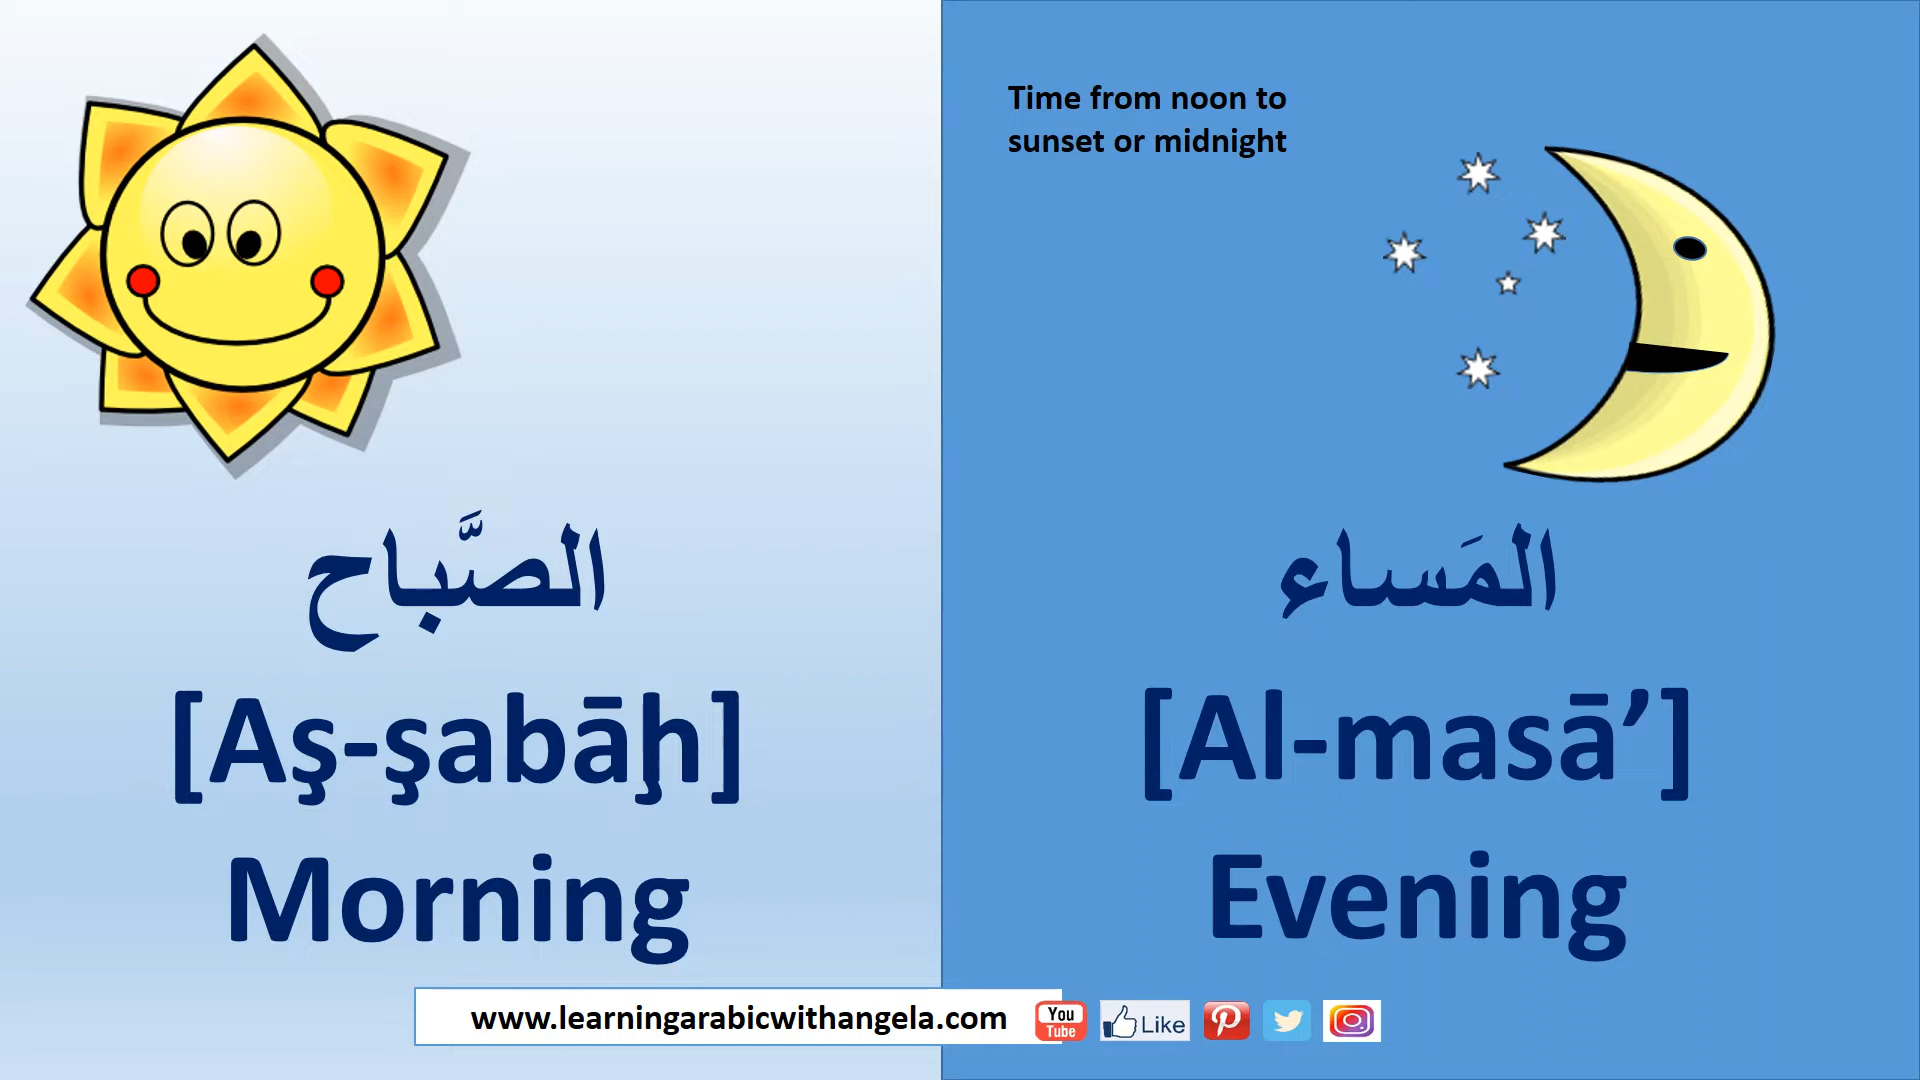 الصَّباح
[Aş-şabāḩ]
Morning
Time from noon to
sunset or midnight
المَساء
[Al-masā’]
Evening
www.learningarabicwithangela.com
You
Tube
Like